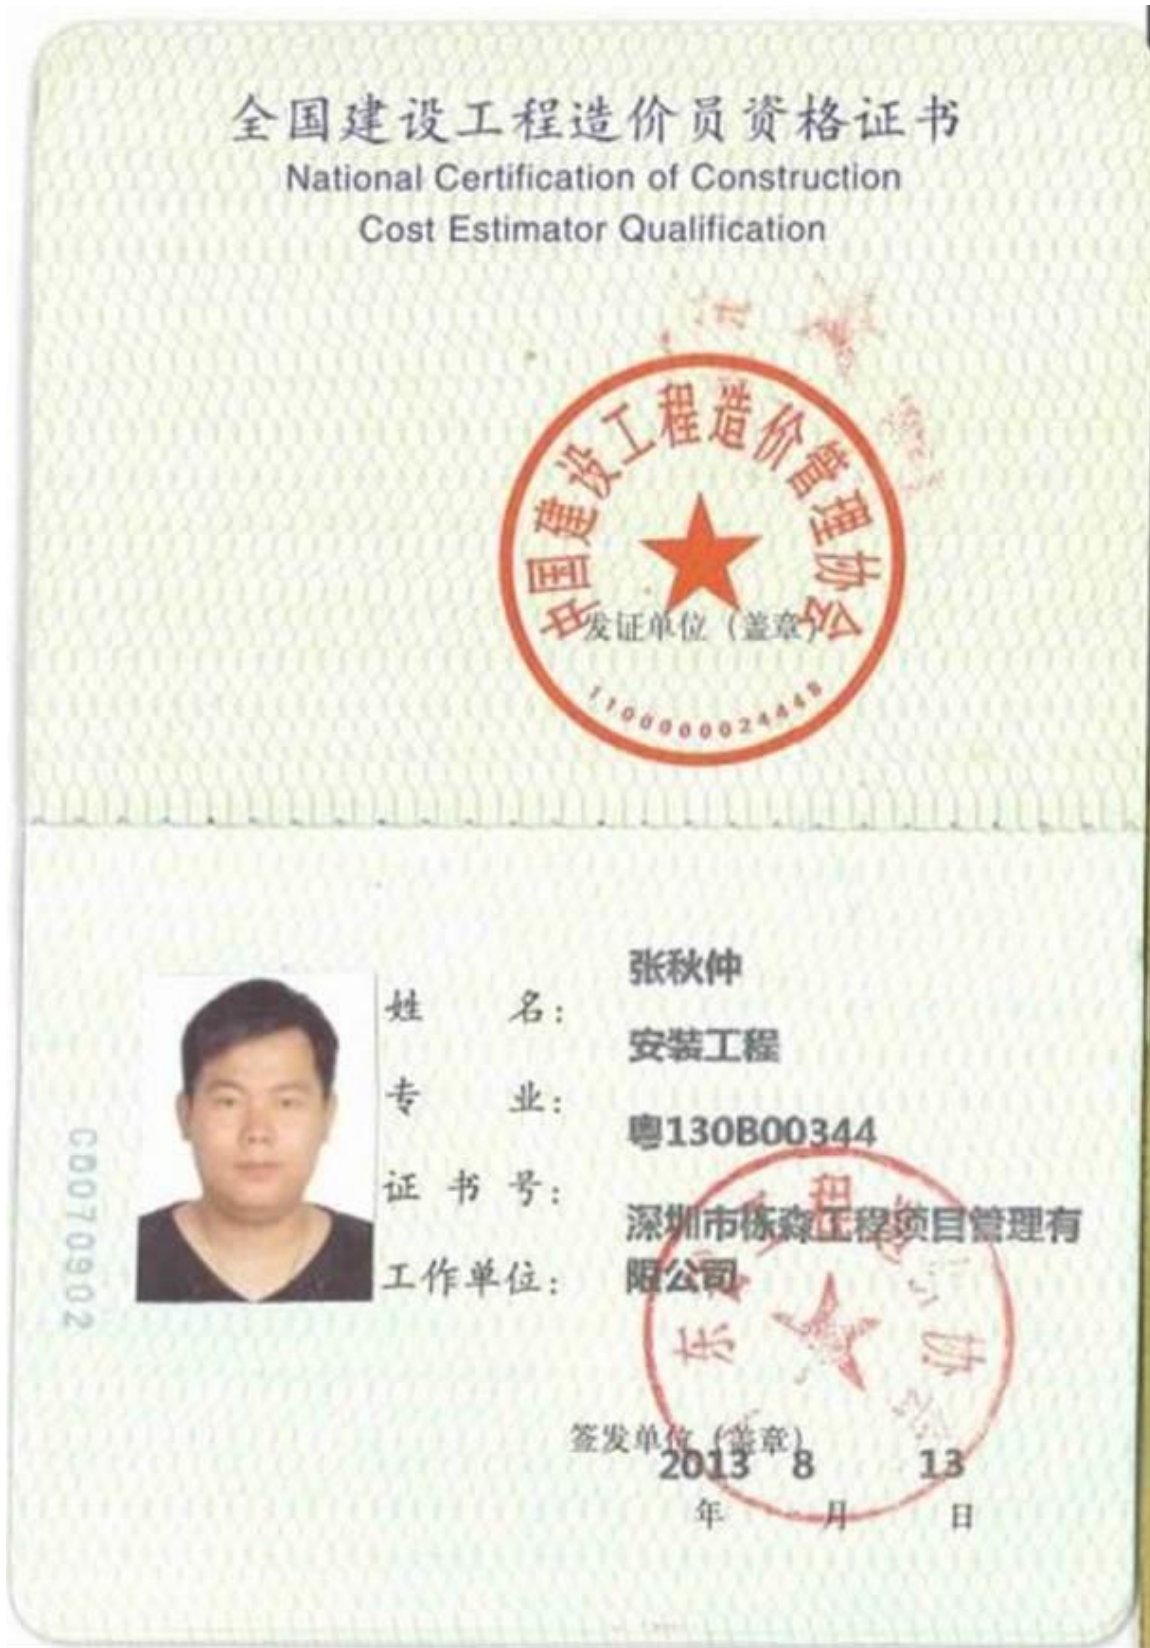 全国建设工程造价员资格证书
National Certification of Construction
Cost Estimator Qualification
中国建设工程造价管理协会
发证单位（盖章）
1100000024448
姓 名：
张秋仲
专 业：
安装工程
证 书 号：
粤130B00344
工作单位：
深圳市栋森工程项目管理有
限公司
C00070902
签发单位（盖章）
2013 8 13
年 月 日